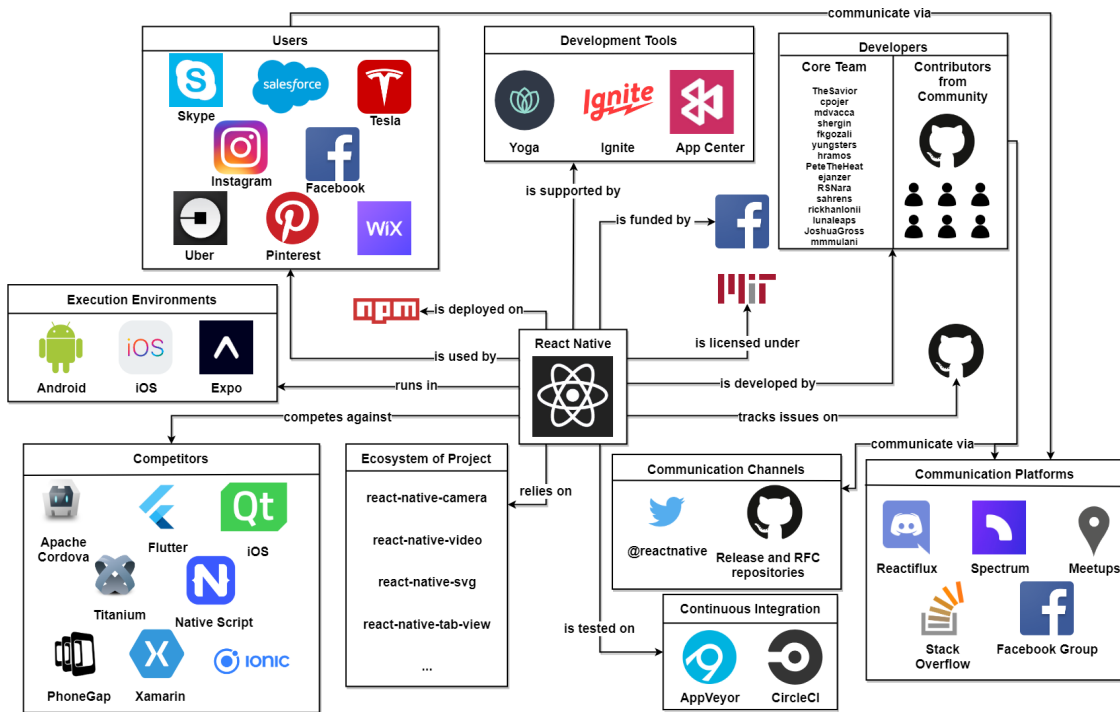 communicate via
Users
Skype
salesforce
Tesla
Instagram
Facebook
Uber
Pinterest
WiX
Development Tools
Yoga
Ignite
Ignite
App Center
Developers
Core Team
TheSavior
cpojer
mdvacca
shergin
fkgozali
yungsters
hramos
PeteTheHeat
ejanzer
RSNara
sahrens
rickhanlonii
lunaleaps
JoshuaGross
mmmulani
Contributors
from
Community
is supported by
is funded by
Execution Environments
Android
iOS
iOS
Expo
npm
is deployed on
MiT
is licensed under
is used by
React Native
runs in
is developed by
competes against
tracks issues on
communicate via
Competitors
Apache
Cordova
Flutter
Qt
iOS
Titanium
Native Script
PhoneGap
Xamarin
IONIC
Ecosystem of Project
react-native-camera
react-native-video
react-native-svg
react-native-tab-view
...
relies on
Communication Channels
@reactnative
Release and RFC
repositories
Communication Platforms
Reactiflux
Spectrum
Meetups
Stack
Overflow
Facebook Group
is tested on
Continuous Integration
AppVeyor
CircleCI